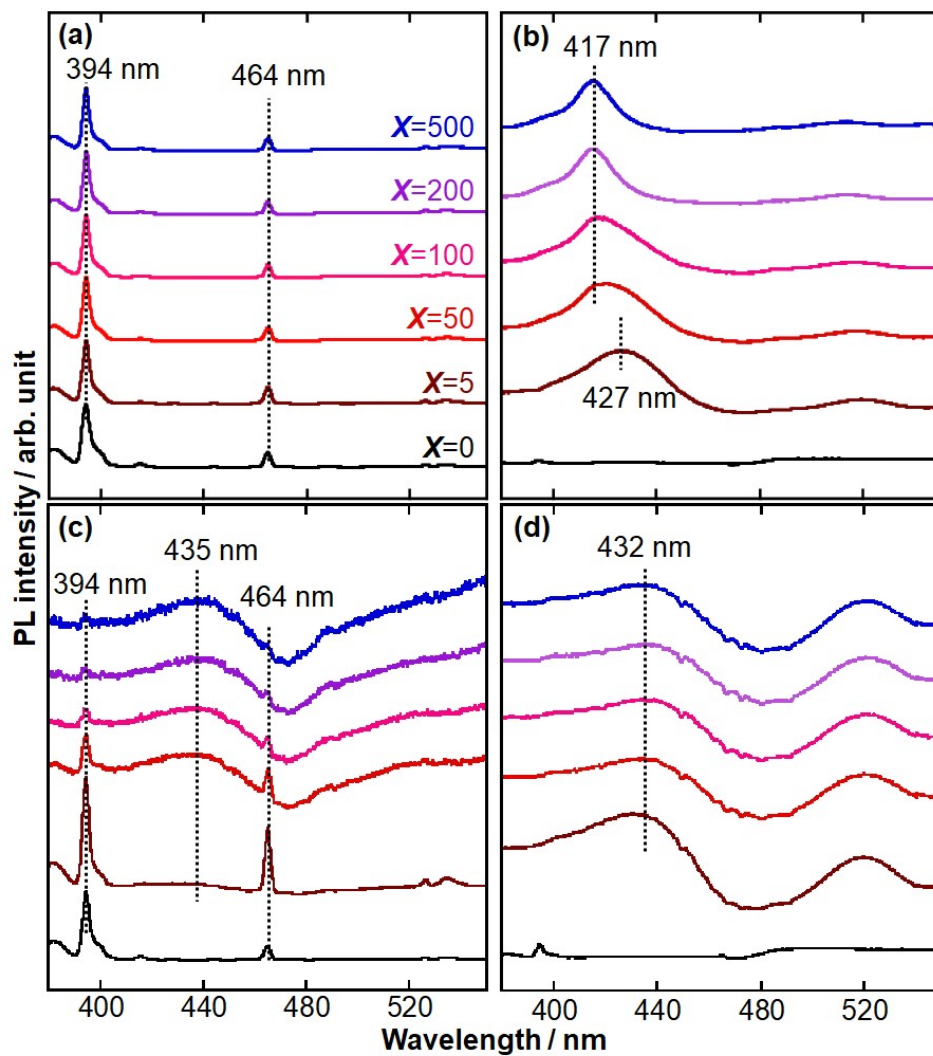 (a)
394 nm
464 nm
X=500
X=200
X=100
X=50
X=5
X=0
(b)
417 nm
427 nm
(c)
435 nm
394 nm
464 nm
(d)
432 nm
PL intensity / arb. unit
400 440 480 520
400 440 480 520
Wavelength / nm